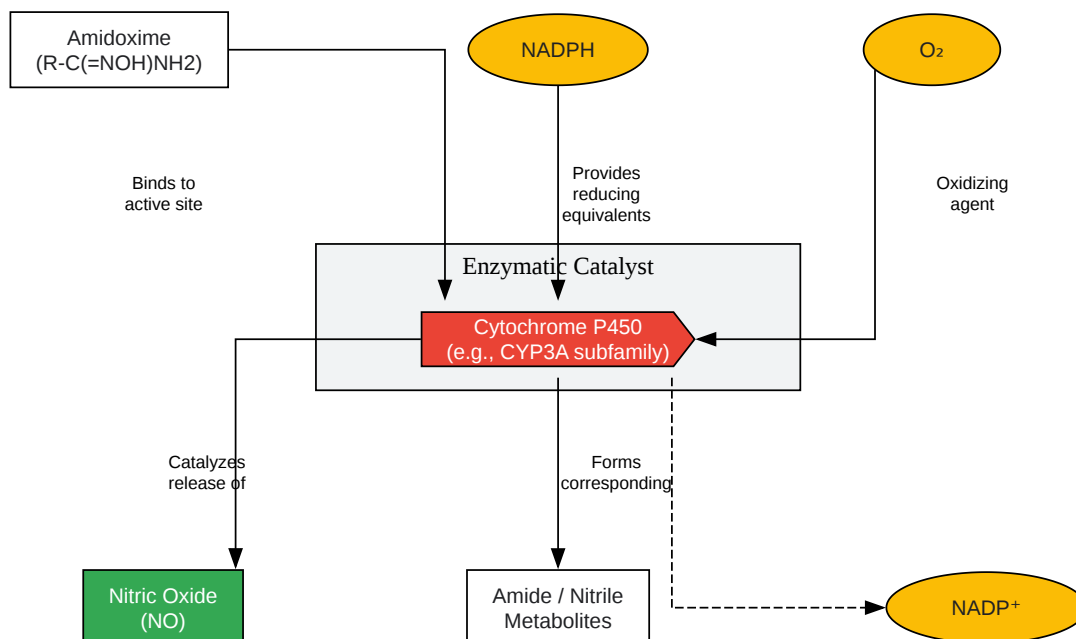 Amidoxime
(R-C(=NOH)NH2)
NADPH
O₂
Binds to
active site
Provides
reducing
equivalents
Oxidizing
agent
Enzymatic Catalyst
Cytochrome P450
(e.g., CYP3A subfamily)
Catalyzes
release of
Forms
corresponding
Nitric Oxide
(NO)
Amide / Nitrile
Metabolites
NADP⁺